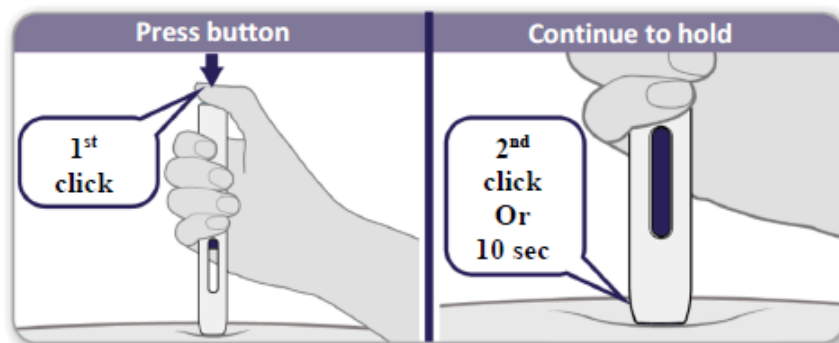 Press button
Continue to hold
1st
click
2nd
click
Or
10 sec